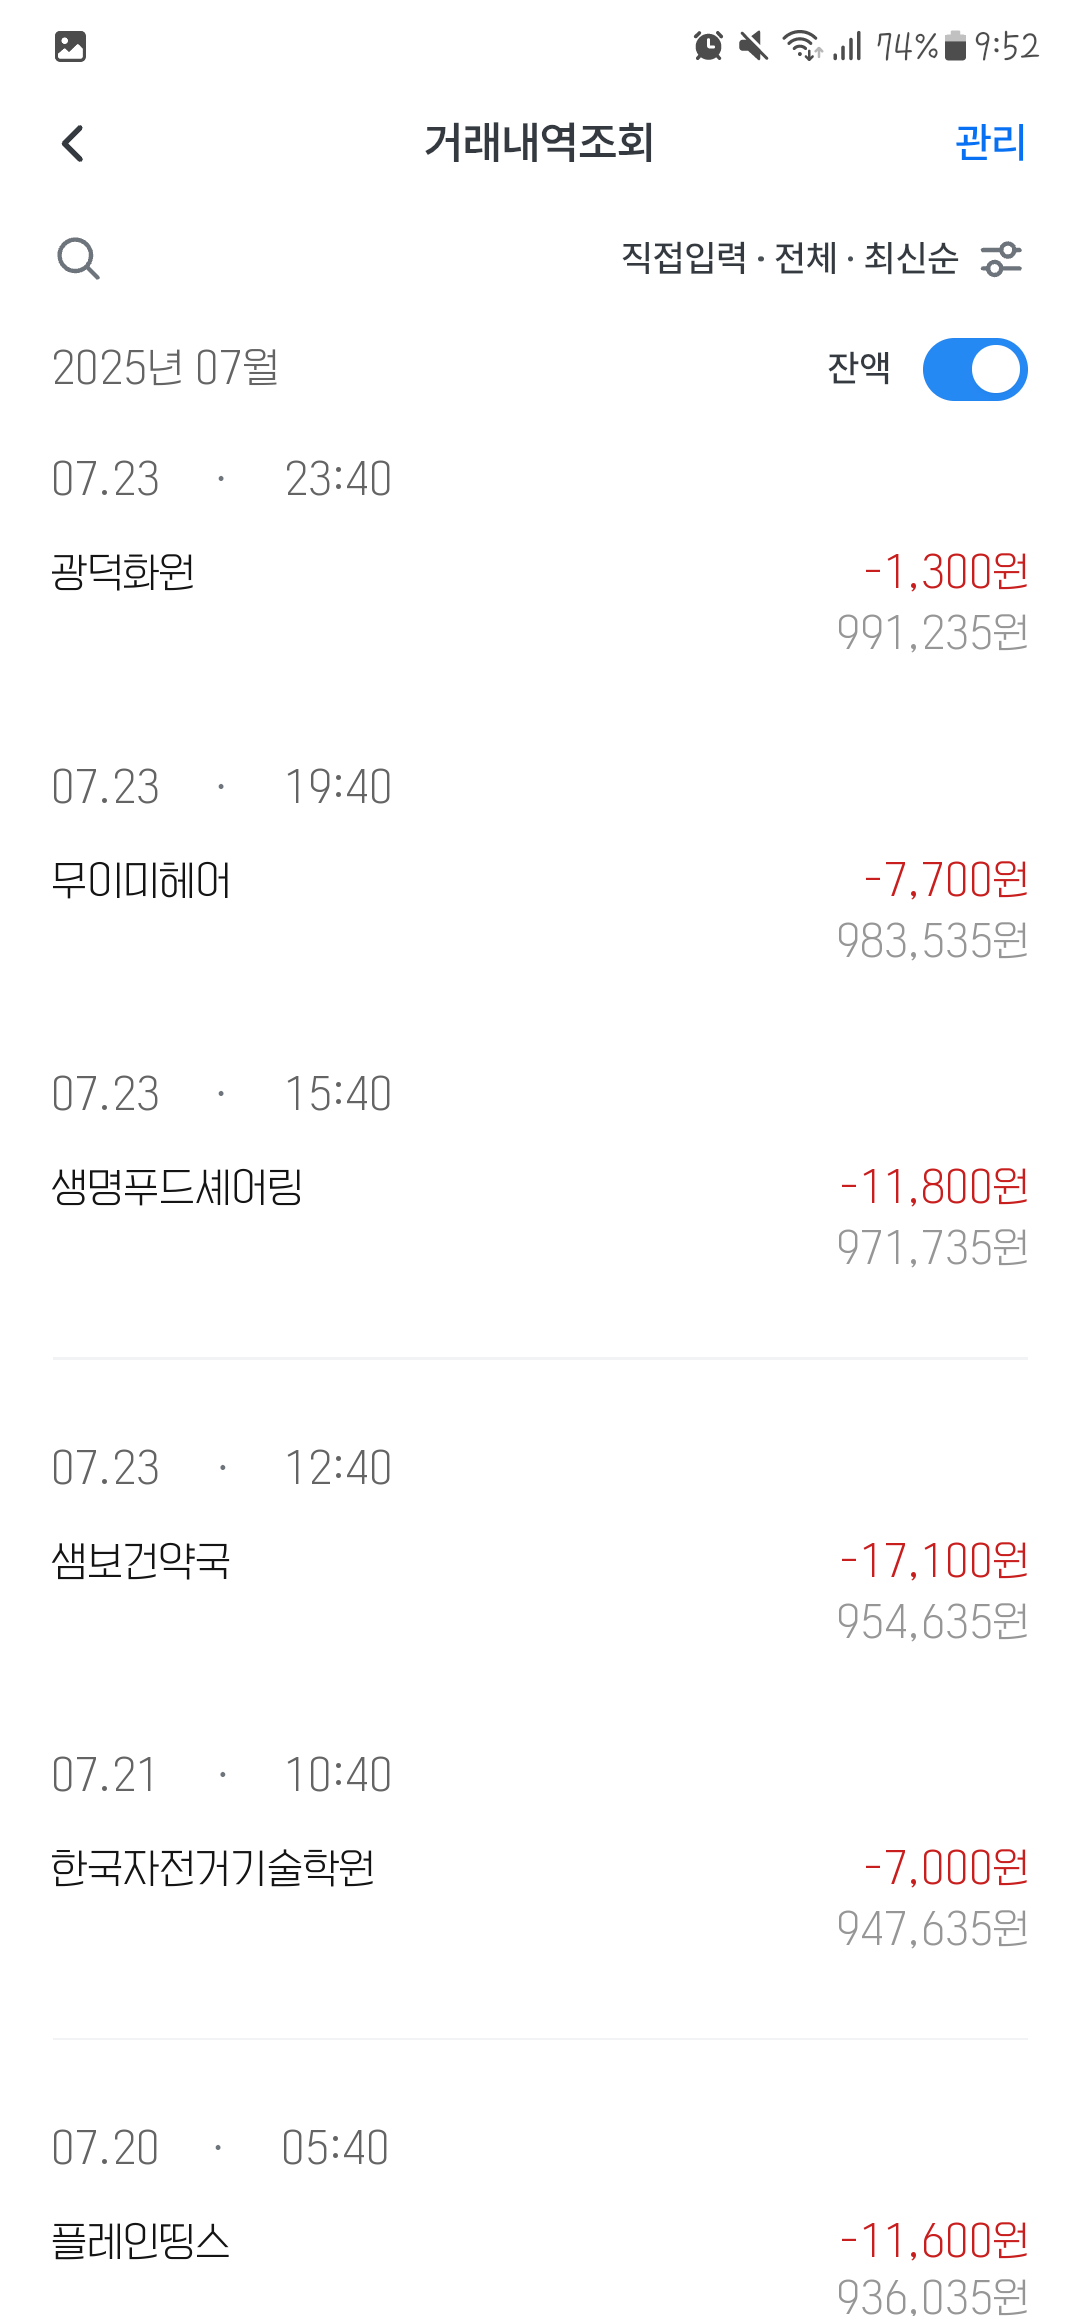 74% 9:52
거래내역조회 관리
직접입력 · 전체 · 최신순
2025년 07월 잔액
07.23 · 23:40
광덕화원 -1,300원
991,235원
07.23 · 19:40
무이미헤어 -7,700원
983,535원
07.23 · 15:40
생명푸드셰어링 -11,800원
971,735원
07.23 · 12:40
샘보건약국 -17,100원
954,635원
07.21 · 10:40
한국자전거기술학원 -7,000원
947,635원
07.20 · 05:40
플레인띵스 -11,600원
936,035원